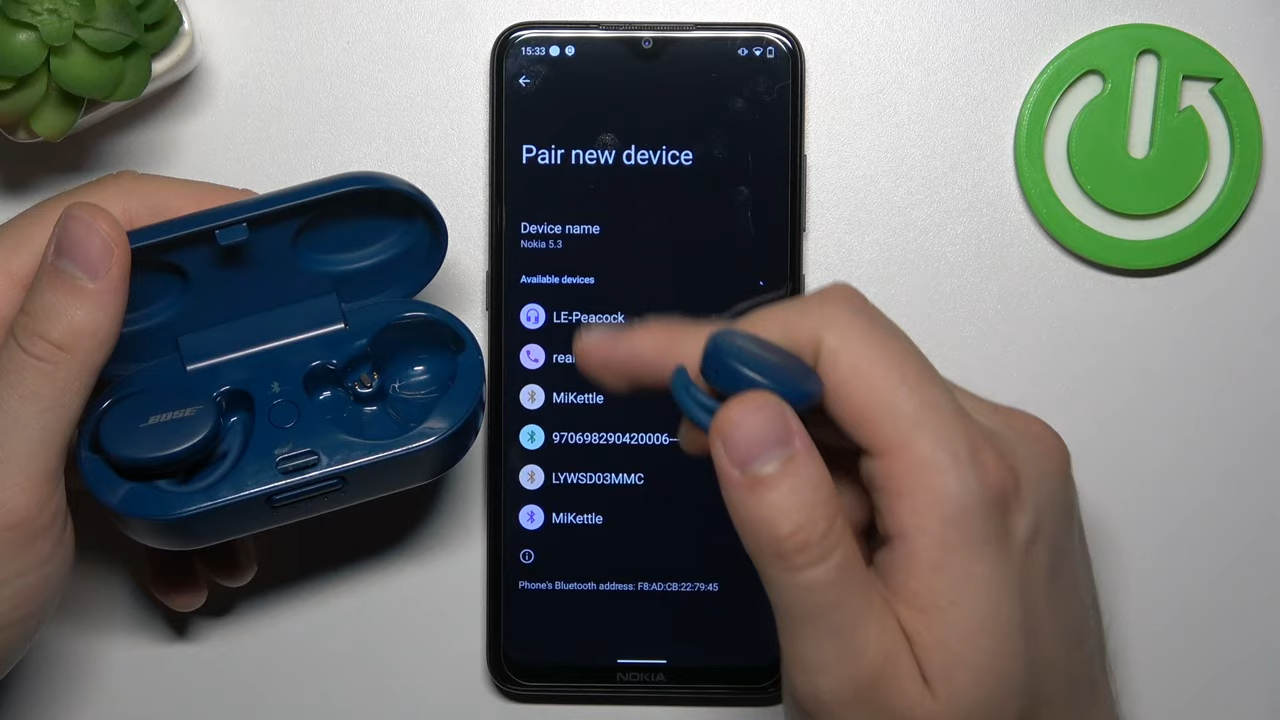 15:33
Pair new device
Device name
Nokia 5.3
Available devices
LE-Peacock
MiKettle
970698290420006-
LYWSD03MMC
MiKettle
Phone's Bluetooth address: F8:AD:CB:22:79:45
NOKIA
BOSE